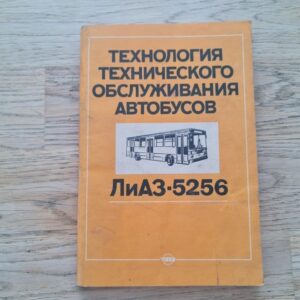 ТЕХНОЛОГИЯ
ТЕХНИЧЕСКОГО
ОБСЛУЖИВАНИЯ
АВТОБУСОВ
ЛиАЗ-5256